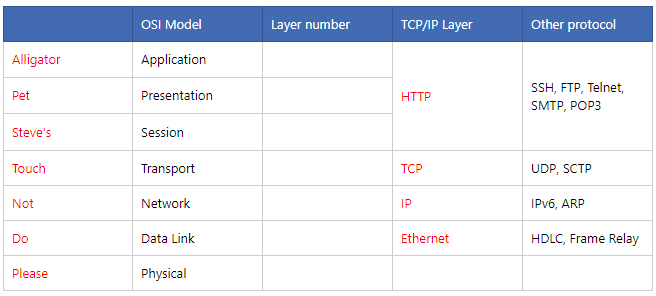 OSI Model Layer number TCP/IP Layer Other protocol
Alligator Application
Pet Presentation HTTP SSH, FTP, Telnet,
SMTP, POP3
Steve's Session
Touch Transport TCP UDP, SCTP
Not Network IP IPv6, ARP
Do Data Link Ethernet HDLC, Frame Relay
Please Physical